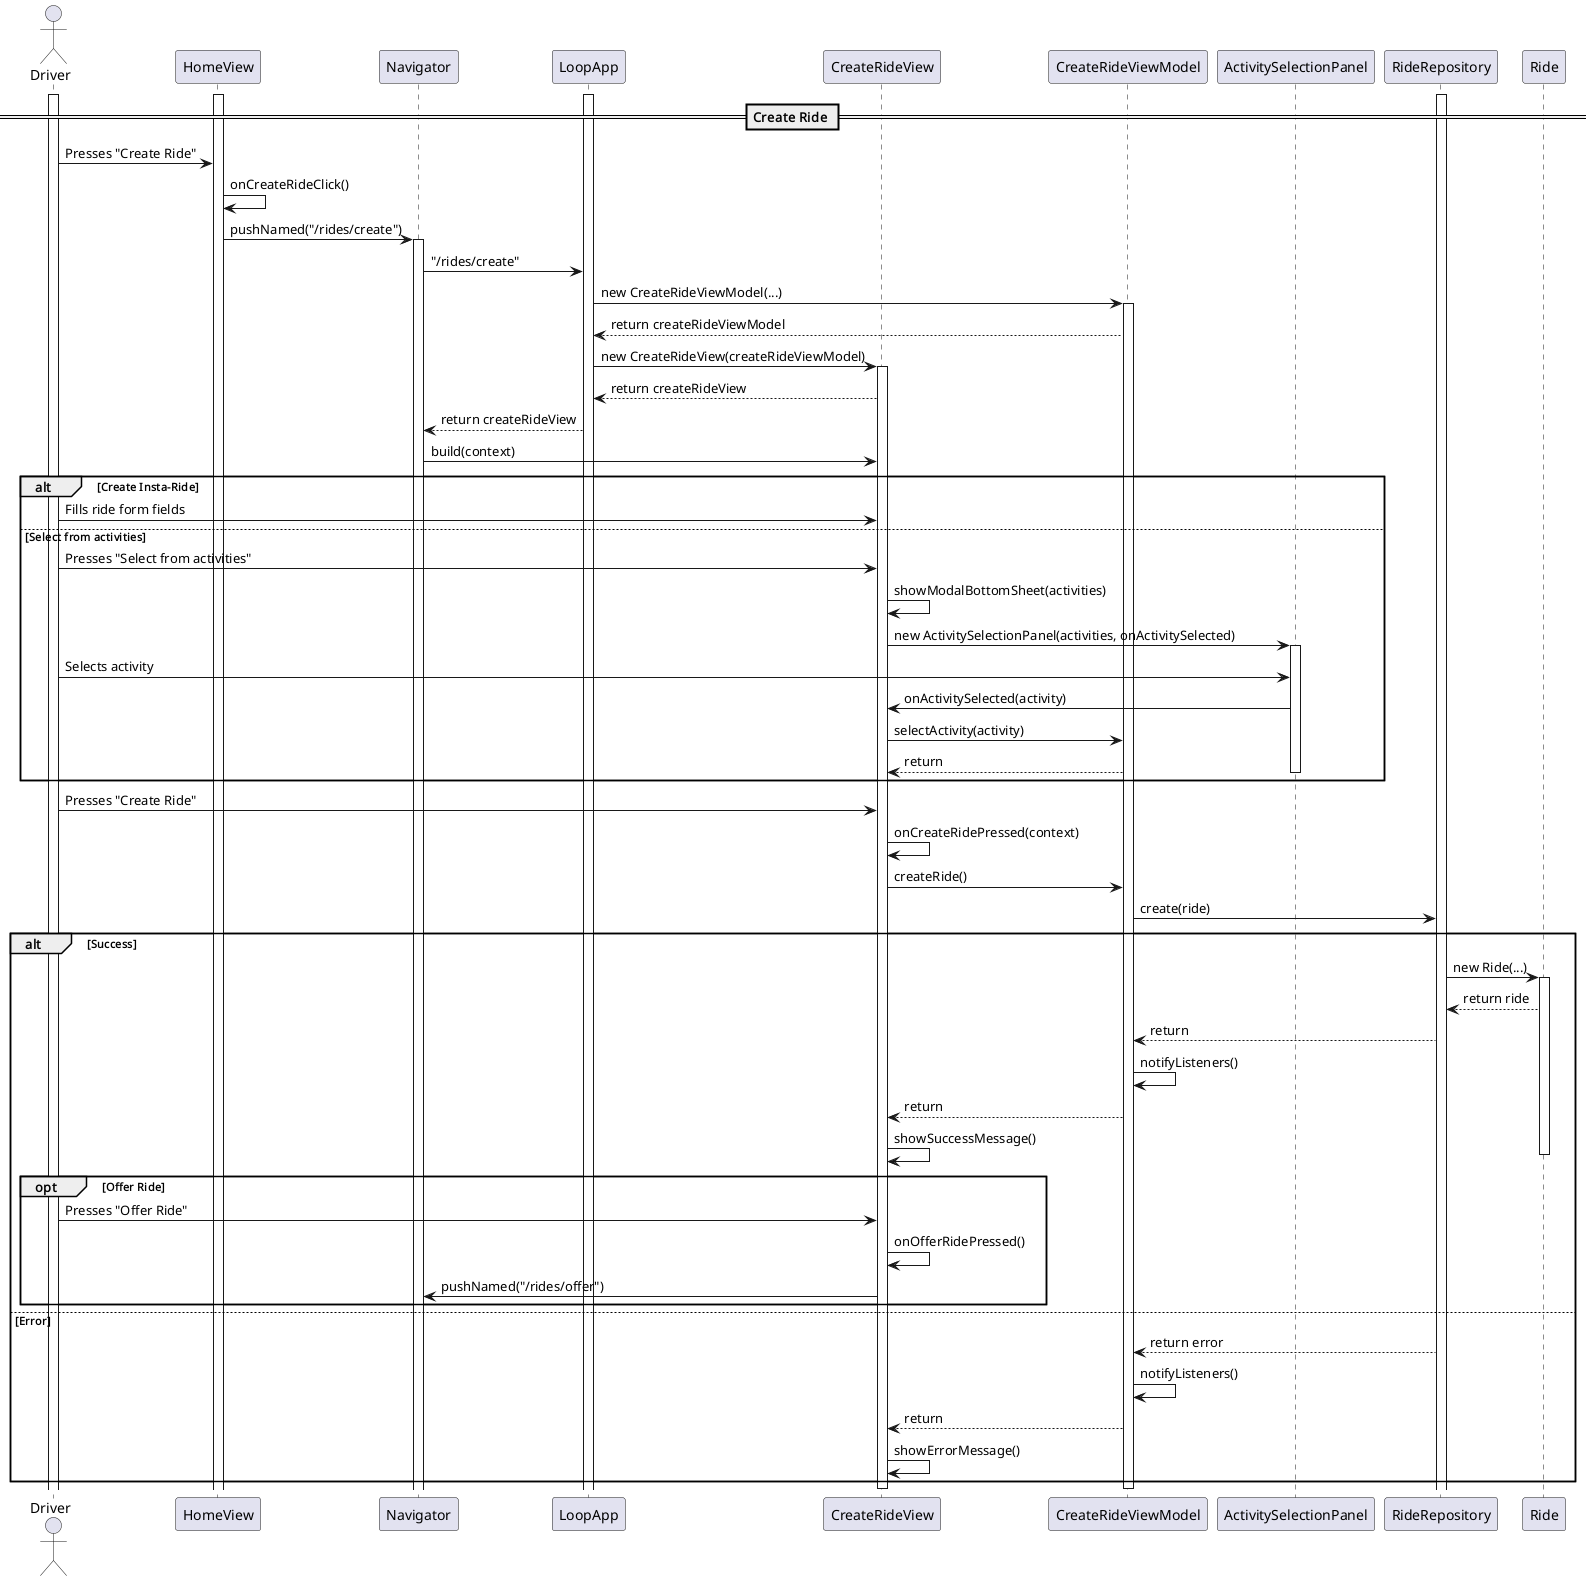 Driver
HomeView
Navigator
LoopApp
CreateRideView
CreateRideViewModel
ActivitySelectionPanel
RideRepository
Ride
Create Ride
Presses "Create Ride"
onCreateRideClick()
pushNamed("/rides/create")
"/rides/create"
new CreateRideViewModel(...)
return createRideViewModel
new CreateRideView(createRideViewModel)
return createRideView
return createRideView
build(context)
alt [Create Insta-Ride]
Fills ride form fields
[Select from activities]
Presses "Select from activities"
showModalBottomSheet(activities)
new ActivitySelectionPanel(activities, onActivitySelected)
Selects activity
onActivitySelected(activity)
selectActivity(activity)
return
Presses "Create Ride"
onCreateRidePressed(context)
createRide()
create(ride)
alt [Success]
new Ride(...)
return ride
return
notifyListeners()
return
showSuccessMessage()
opt [Offer Ride]
Presses "Offer Ride"
onOfferRidePressed()
pushNamed("/rides/offer")
[Error]
return error
notifyListeners()
return
showErrorMessage()
Driver
HomeView
Navigator
LoopApp
CreateRideView
CreateRideViewModel
ActivitySelectionPanel
RideRepository
Ride